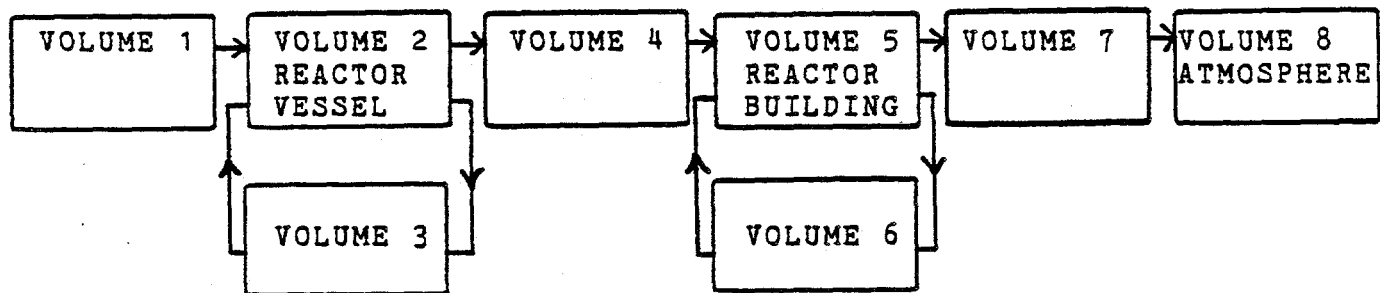 VOLUME 1
VOLUME 2
REACTOR
VESSEL
VOLUME 4
VOLUME 5
REACTOR
BUILDING
VOLUME 7
VOLUME 8
ATMOSPHERE
VOLUME 3
VOLUME 6